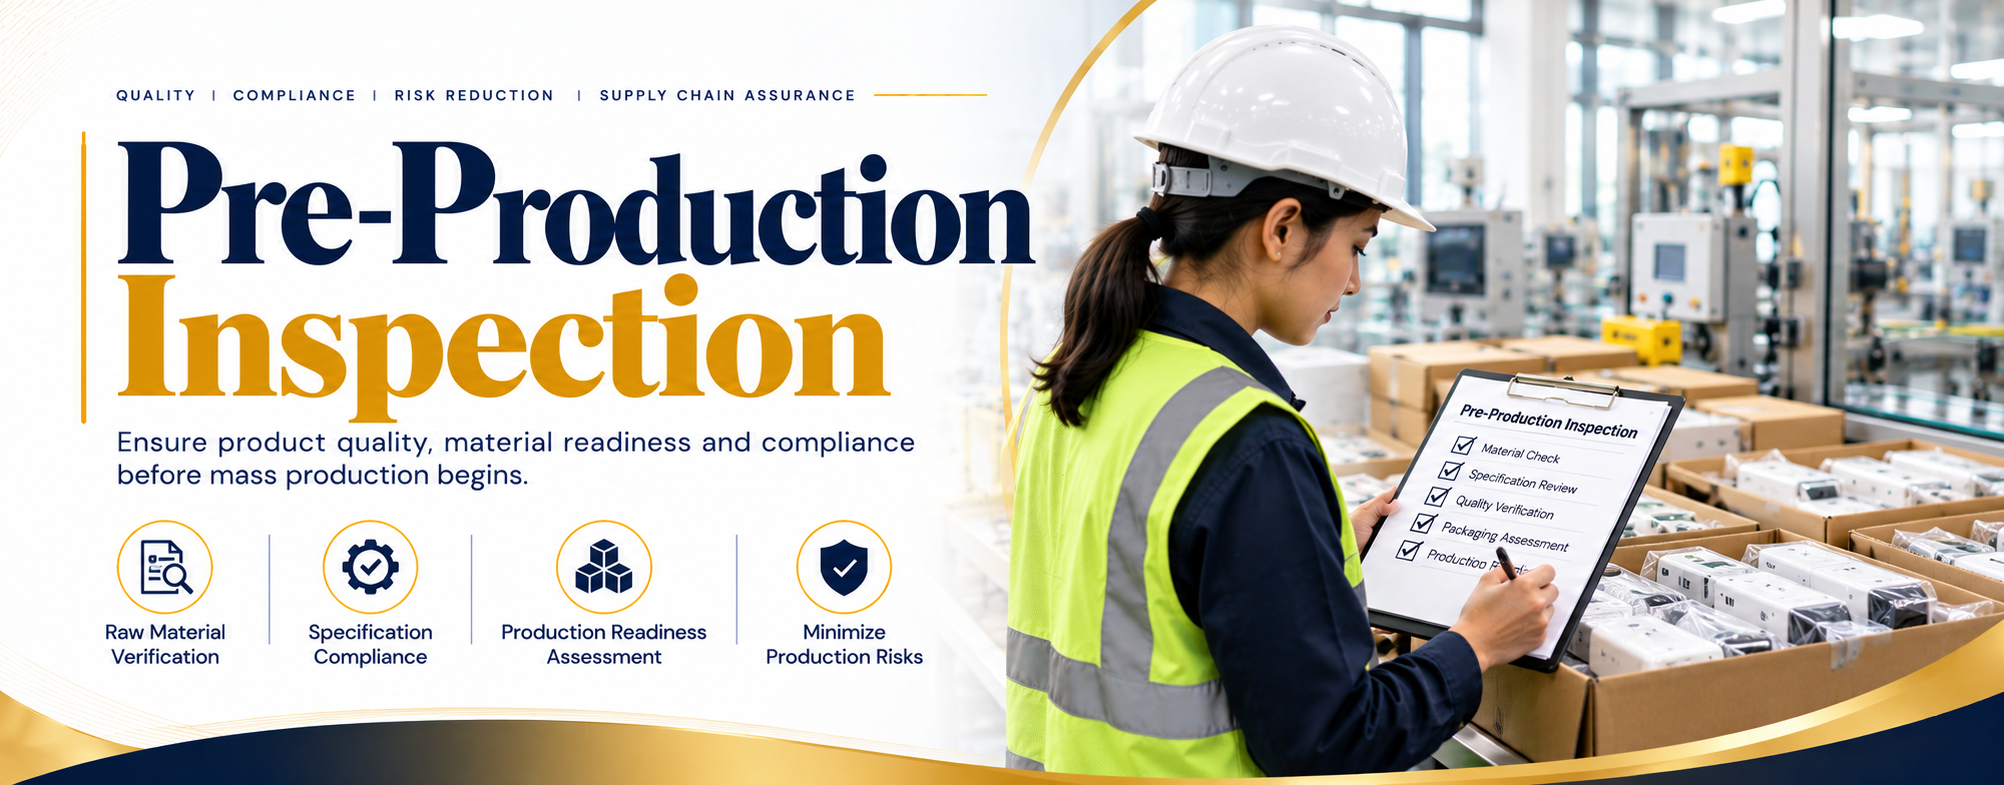 QUALITY | COMPLIANCE | RISK REDUCTION | SUPPLY CHAIN ASSURANCE
Pre-Production
Inspection
Ensure product quality, material readiness and compliance
before mass production begins.
Raw Material
Verification
Specification
Compliance
Production Readiness
Assessment
Minimize
Production Risks
Pre-Production Inspection
Material Check
Specification Review
Quality Verification
Packaging Assessment
Production